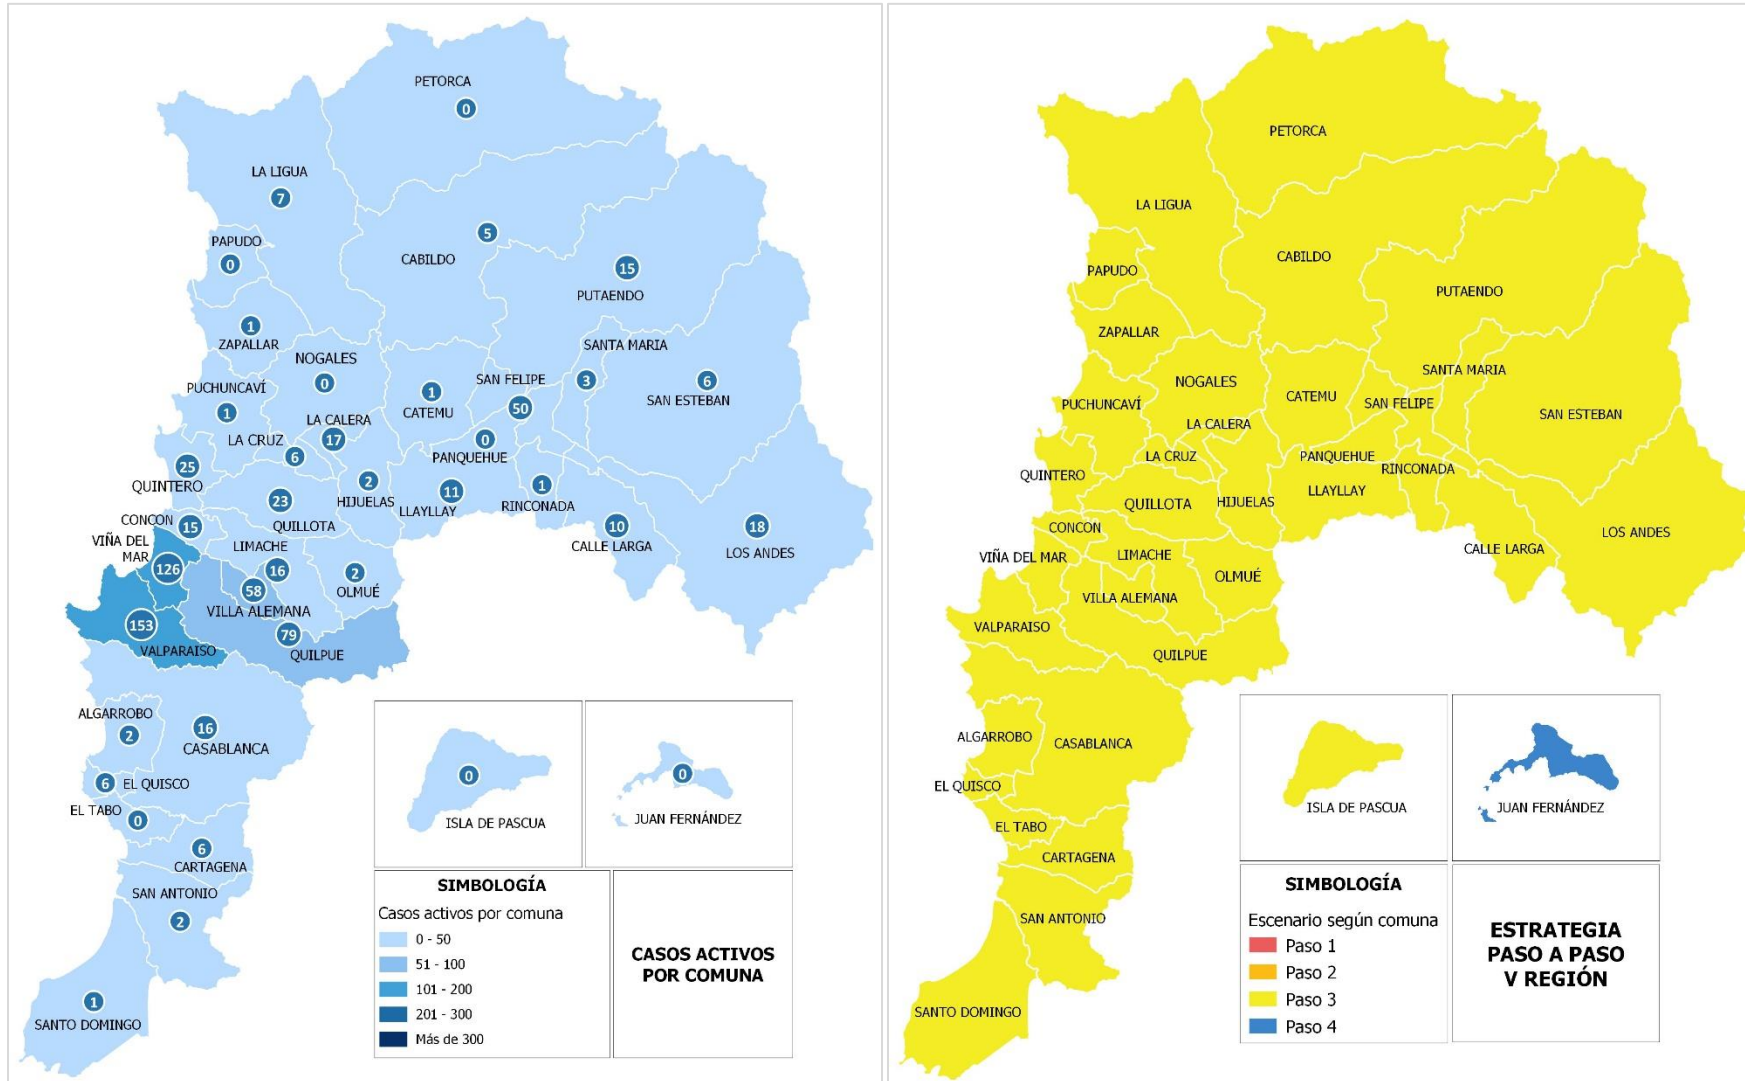 PETORCA
0
LA LIGUA
7
PAPUDO
0
5
CABILDO
15
PUTAENDO
1
ZAPALLAR
SANTA MARIA
NOGALES
0
PUCHUNCAVÍ
1
1
CATEMU
SAN FELIPE
50
3
6
SAN ESTEBAN
LA CALERA
17
LA CRUZ
6
0
PANQUEHUE
25
QUINTERO
23
QUILLOTA
2
HIJUELAS
11
LLAYLLAY
1
RINCONADA
10
CALLE LARGA
18
LOS ANDES
CONCON
15
VIÑA DEL
MAR
126
LIMACHE
16
58
VILLA ALEMANA
2
OLMUÉ
153
VALPARAISO
79
QUILPUE
ALGARROBO
2
16
CASABLANCA
6
EL QUISCO
EL TABO
0
6
CARTAGENA
SAN ANTONIO
2
1
SANTO DOMINGO
0
ISLA DE PASCUA
0
JUAN FERNÁNDEZ
SIMBOLOGÍA
Casos activos por comuna
0 - 50
51 - 100
101 - 200
201 - 300
Más de 300
CASOS ACTIVOS
POR COMUNA
PETORCA
LA LIGUA
CABILDO
PAPUDO
PUTAENDO
ZAPALLAR
SANTA MARIA
NOGALES
CATEMU
PUCHUNCAVÍ
SAN FELIPE
SAN ESTEBAN
LA CALERA
LA CRUZ
PANQUEHUE
RINCONADA
QUINTERO
LLAYLLAY
QUILLOTA
HIJUELAS
CONCON
LOS ANDES
VIÑA DEL MAR
LIMACHE
CALLE LARGA
OLMUÉ
VILLA ALEMANA
VALPARAISO
QUILPUE
ALGARROBO
CASABLANCA
EL QUISCO
EL TABO
CARTAGENA
SAN ANTONIO
SANTO DOMINGO
ISLA DE PASCUA
JUAN FERNÁNDEZ
SIMBOLOGÍA
Escenario según comuna
Paso 1
Paso 2
Paso 3
Paso 4
ESTRATEGIA
PASO A PASO
V REGIÓN